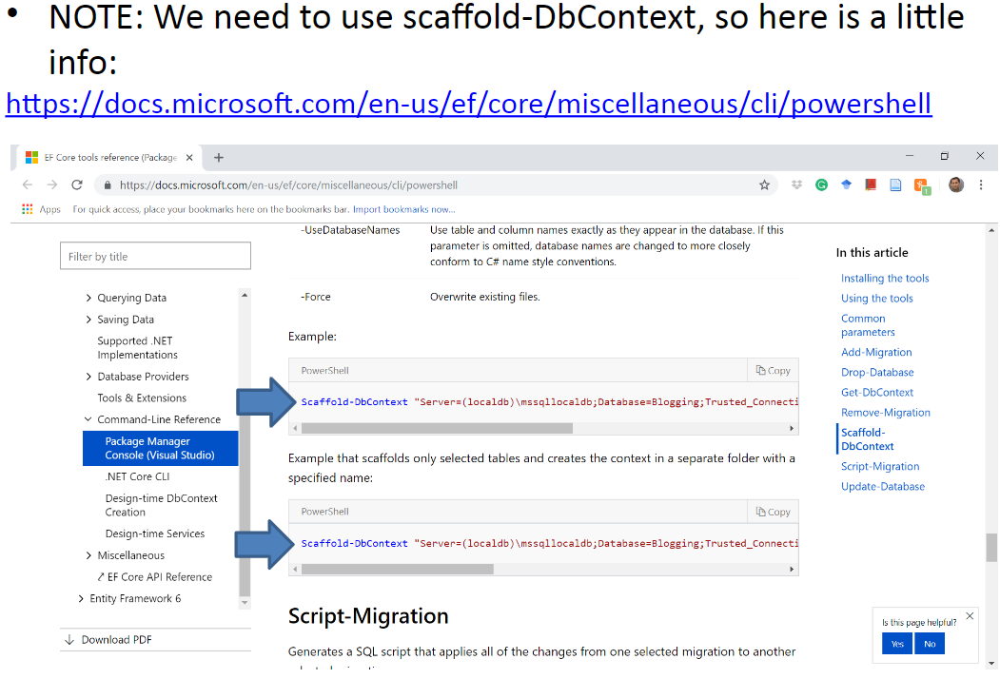 • NOTE: We need to use scaffold-DbContext, so here is a little
info:
https://docs.microsoft.com/en-us/ef/core/miscellaneous/cli/powershell
EF Core tools reference (Package
https://docs.microsoft.com/en-us/ef/core/miscellaneous/cli/powershell
Apps For quick access, place your bookmarks here on the bookmarks bar. Import bookmarks now...
Filter by title
Querying Data
Saving Data
Supported .NET
Implementations
Database Providers
Tools & Extensions
Command-Line Reference
Package Manager
Console (Visual Studio)
.NET Core CLI
Design-time DbContext
Creation
Design-time Services
Miscellaneous
EF Core API Reference
Entity Framework 6
Download PDF
-UseDatabaseNames Use table and column names exactly as they appear in the database. If this
parameter is omitted, database names are changed to more closely
conform to C# name style conventions.
-Force Overwrite existing files.
Example:
PowerShell Copy
Scaffold-DbContext "Server=(localdb)\mssqllocaldb;Database=Blogging;Trusted_Connecti
Example that scaffolds only selected tables and creates the context in a separate folder with a
specified name:
PowerShell Copy
Scaffold-DbContext "Server=(localdb)\mssqllocaldb;Database=Blogging;Trusted_Connecti
Script-Migration
Generates a SQL script that applies all of the changes from one selected migration to another
In this article
Installing the tools
Using the tools
Common
parameters
Add-Migration
Drop-Database
Get-DbContext
Remove-Migration
Scaffold-
DbContext
Script-Migration
Update-Database
Is this page helpful?
Yes No